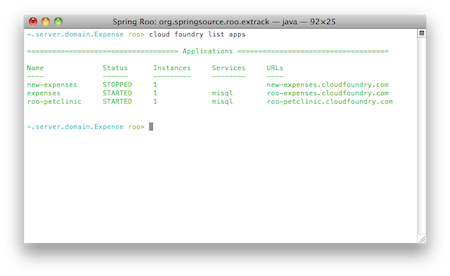 Spring Roo: org.springsource.roo.extrack — java — 92×25
~.server.domain.Expense roo> cloud foundry list apps
==================================== Applications ====================================
Name Status Instances Services URLs
---- ------ --------- -------- ----
new-expenses STOPPED 1 new-expenses.cloudfoundry.com
expenses STARTED 1 misql roo-expenses.cloudfoundry.com
roo-petclinic STARTED 1 misql roo-petclinic.cloudfoundry.com
~.server.domain.Expense roo>